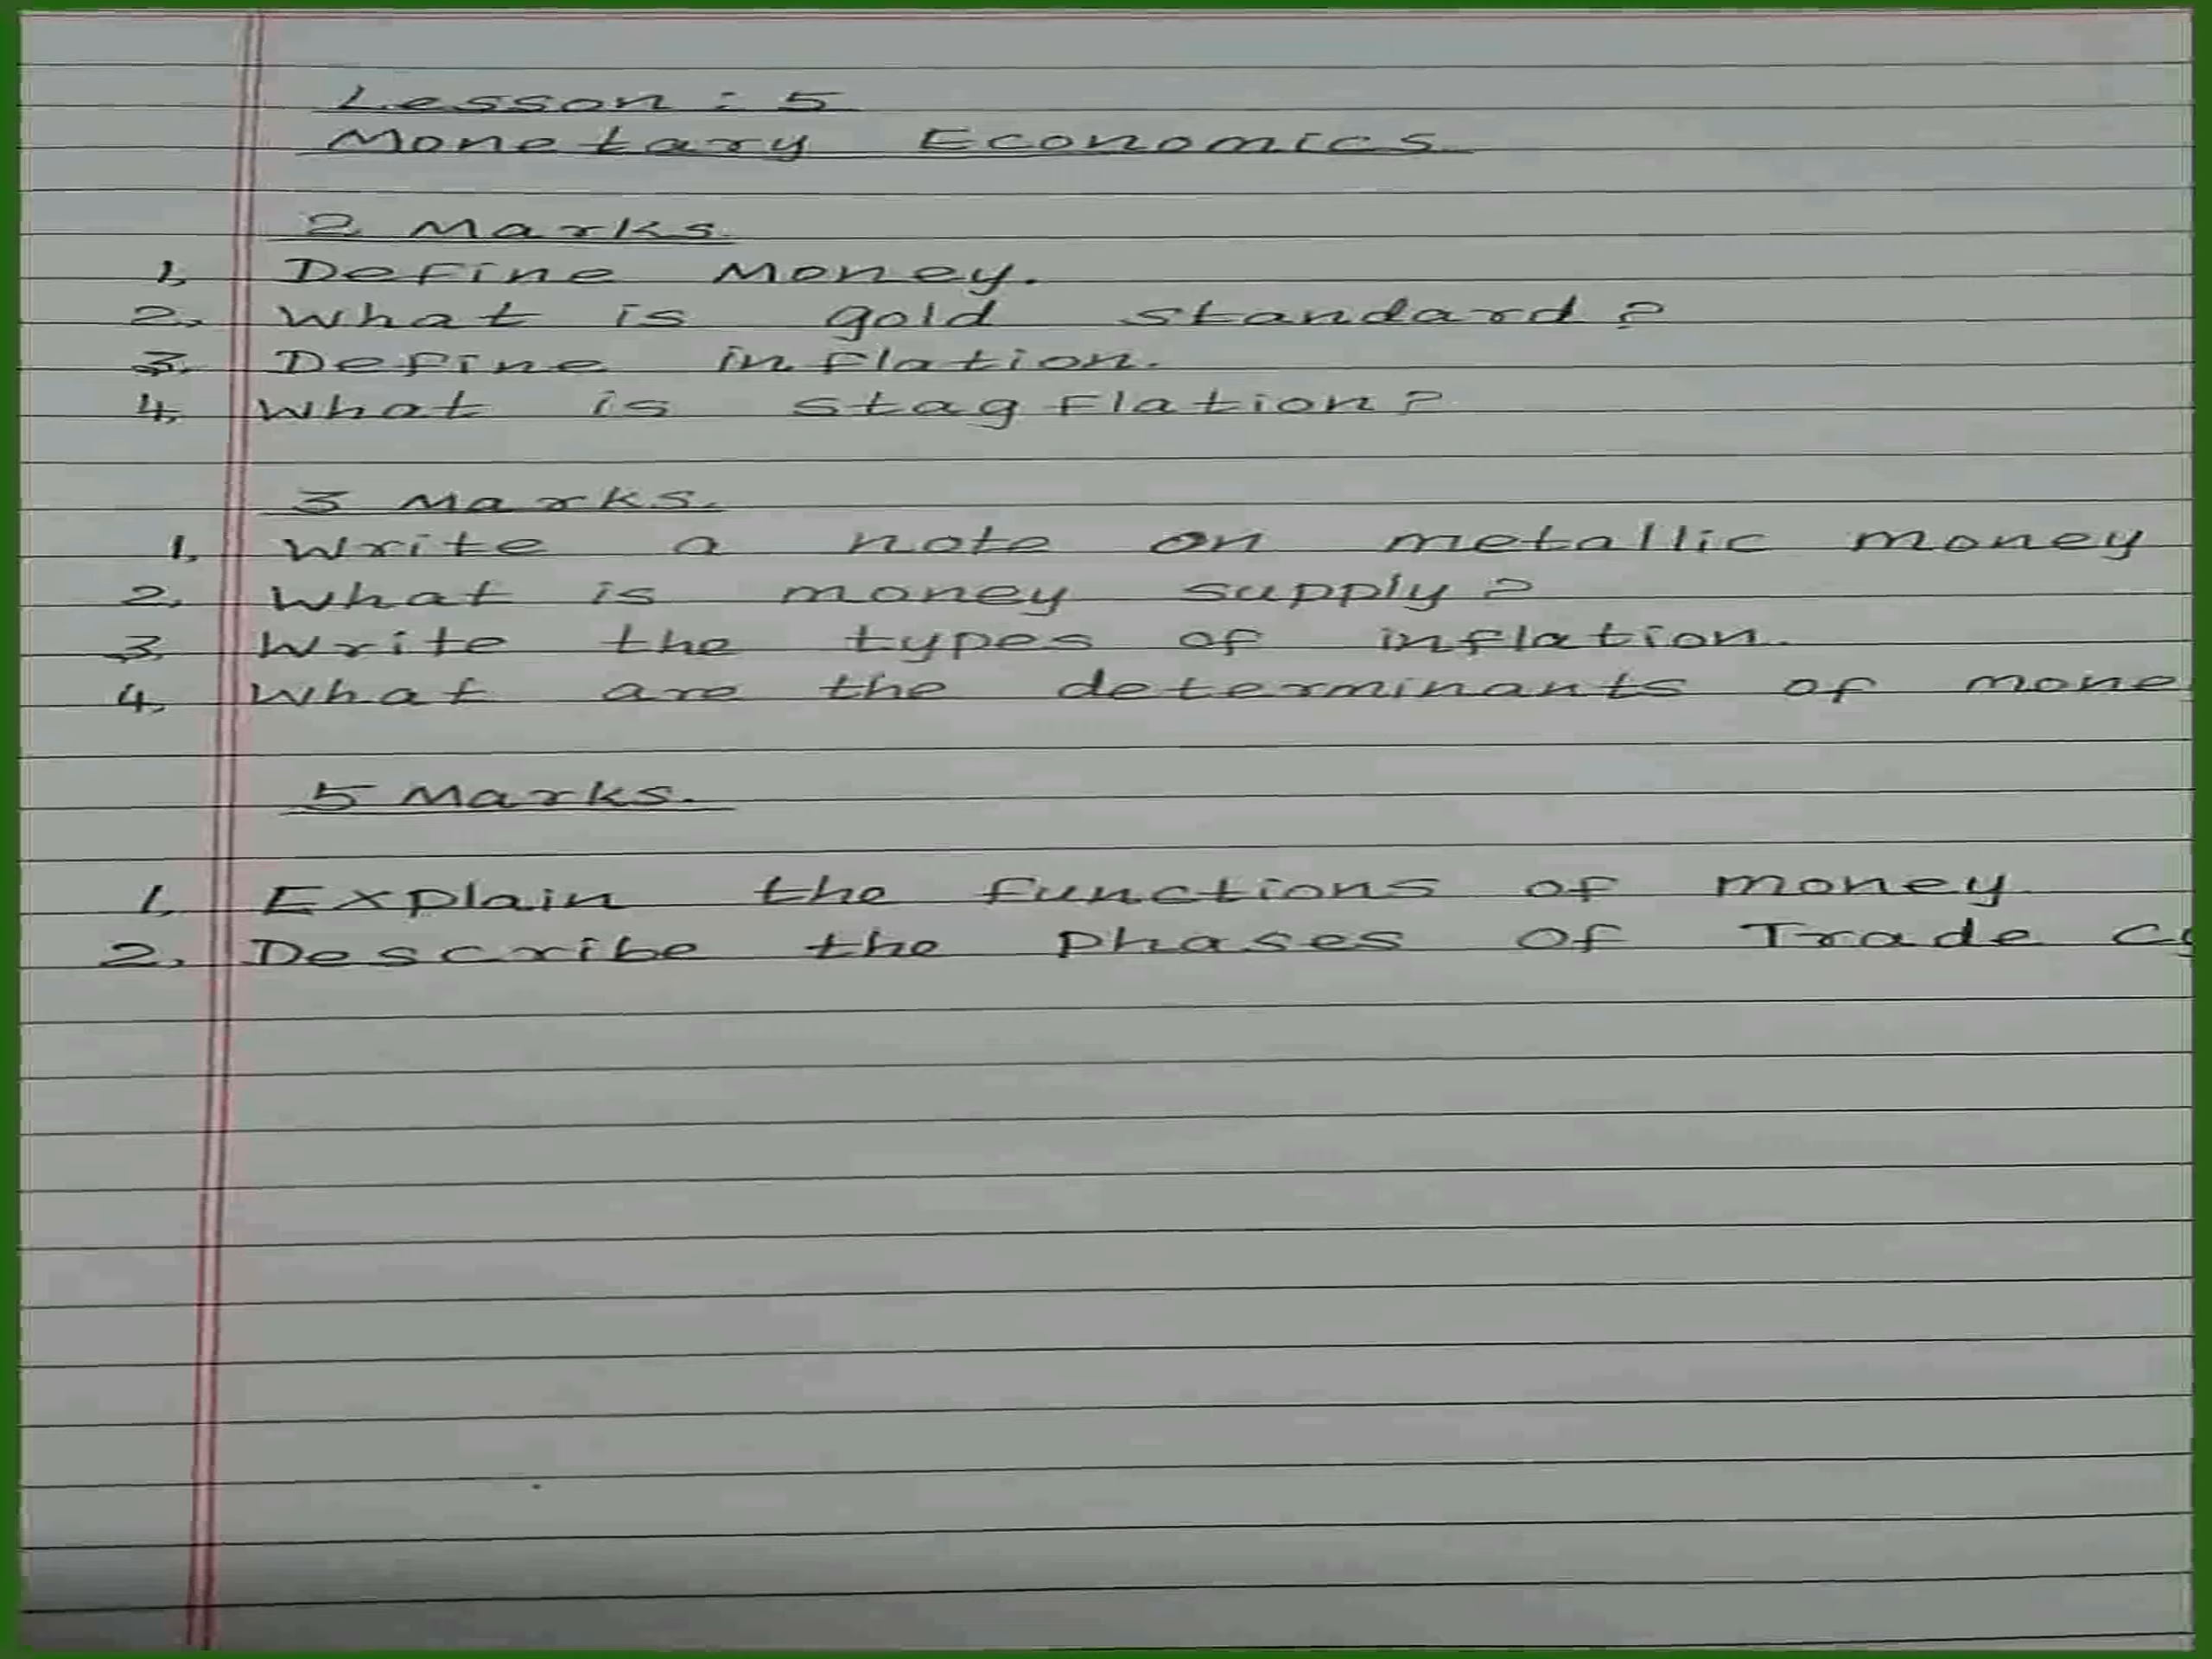 Lesson : 5
Monetary Economics
2 Marks.
1, Define Money.
2, What is gold standard?
3. Define inflation.
4, What is stagflation?
3 Marks.
1, Write a note on metallic money
2, What is money supply?
3 Write the types of inflation.
4, What are the determinants of mone
5 Marks.
1, Explain the functions of money
2, Describe the phases of Trade cy